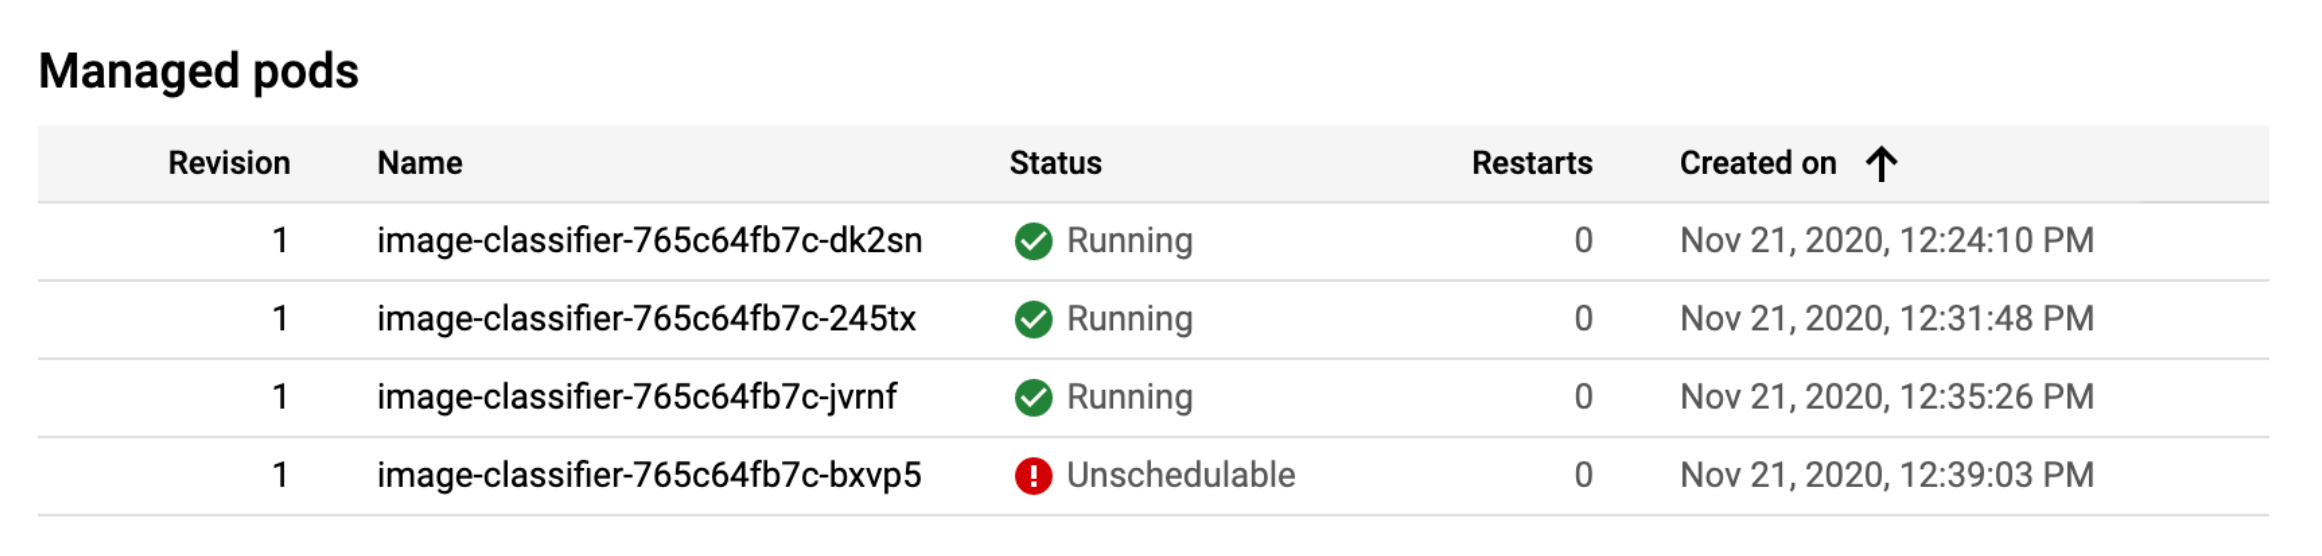 Managed pods
Revision Name Status Restarts Created on
1 image-classifier-765c64fb7c-dk2sn Running 0 Nov 21, 2020, 12:24:10 PM
1 image-classifier-765c64fb7c-245tx Running 0 Nov 21, 2020, 12:31:48 PM
1 image-classifier-765c64fb7c-jvrnf Running 0 Nov 21, 2020, 12:35:26 PM
1 image-classifier-765c64fb7c-bxvp5 Unschedulable 0 Nov 21, 2020, 12:39:03 PM